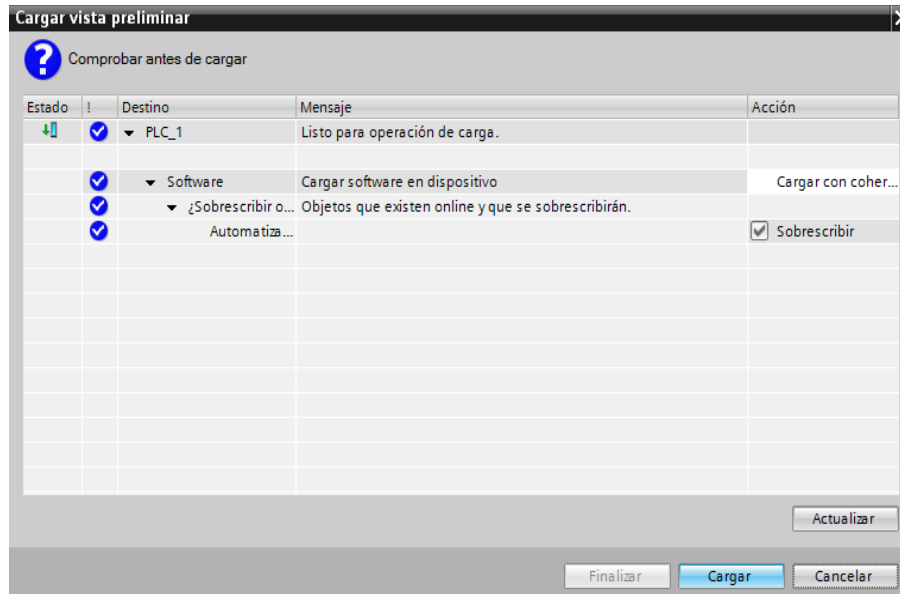 Cargar vista preliminar
?
Comprobar antes de cargar
Estado ! Destino Mensaje Acción
PLC_1 Listo para operación de carga.
Software Cargar software en dispositivo Cargar con coher...
¿Sobrescribir o... Objetos que existen online y que se sobrescribirán.
Automatiza... Sobrescribir
Actualizar
Finalizar Cargar Cancelar